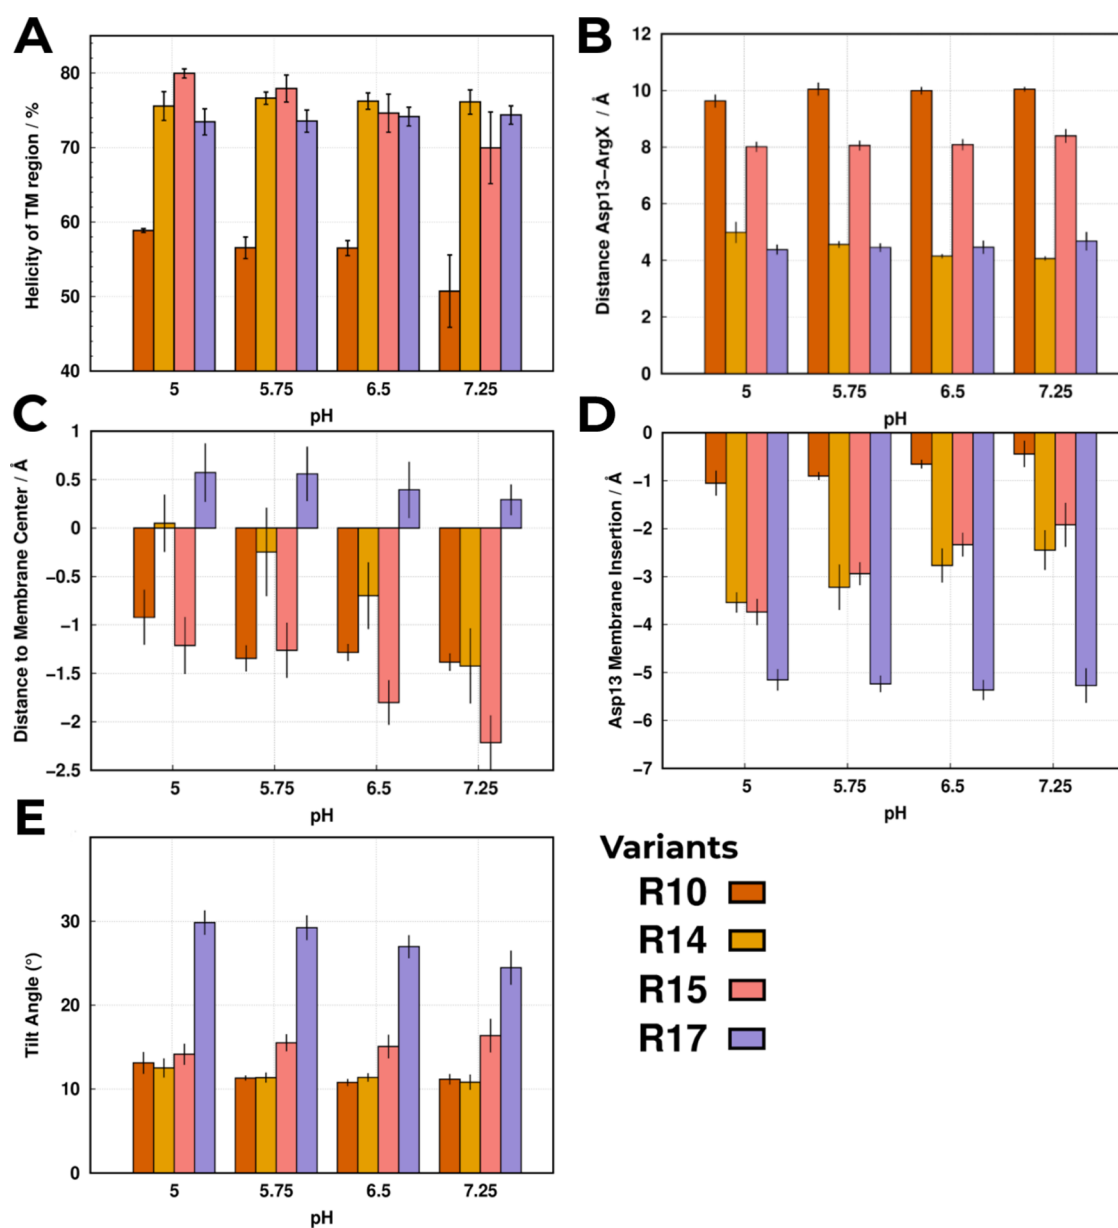 A
Helicity of TM region / %
80
70
60
50
40
5 5.75 6.5 7.25
pH
B
Distance Asp13−ArgX / Å
12
10
8
6
4
2
0
5 5.75 6.5 7.25
pH
C
Distance to Membrane Center / Å
1
0.5
0
−0.5
−1
−1.5
−2
−2.5
5 5.75 6.5 7.25
pH
D
Asp13 Membrane Insertion / Å
0
−1
−2
−3
−4
−5
−6
−7
5 5.75 6.5 7.25
pH
E
Tilt Angle (°)
30
20
10
0
5 5.75 6.5 7.25
pH
Variants
R10
R14
R15
R17